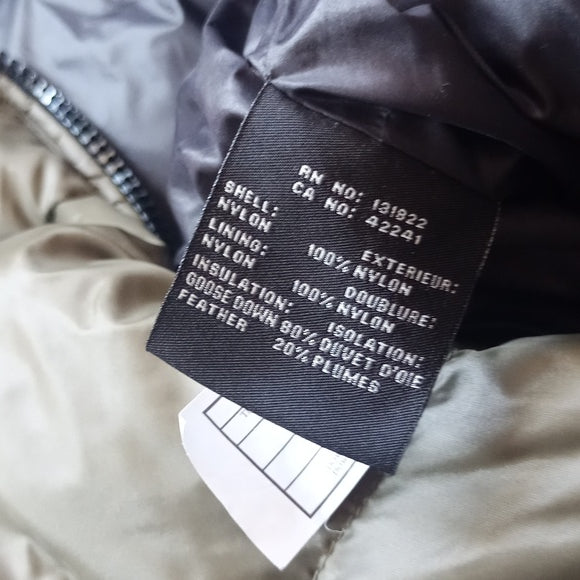 RN NO: 131922
CA NO: 42241
SHELL: EXTERIEUR:
NYLON 100% NYLON
LINING: DOUBLURE:
NYLON 100% NYLON
INSULATION: ISOLATION:
GOOSE DOWN 80% DUVET D'OIE
FEATHER 20% PLUMES